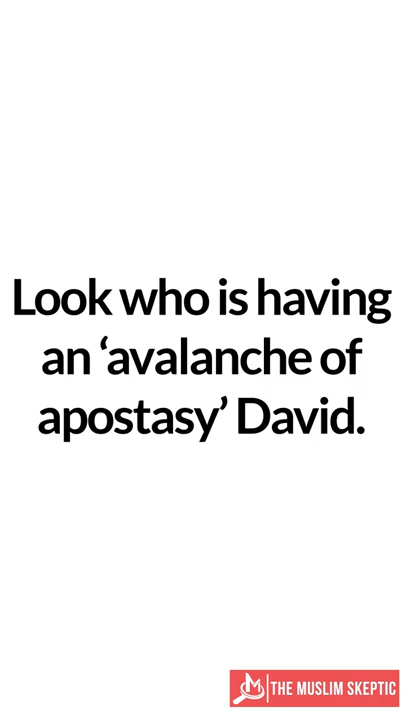 Look who is having
an ‘avalanche of
apostasy’ David.
THE MUSLIM SKEPTIC